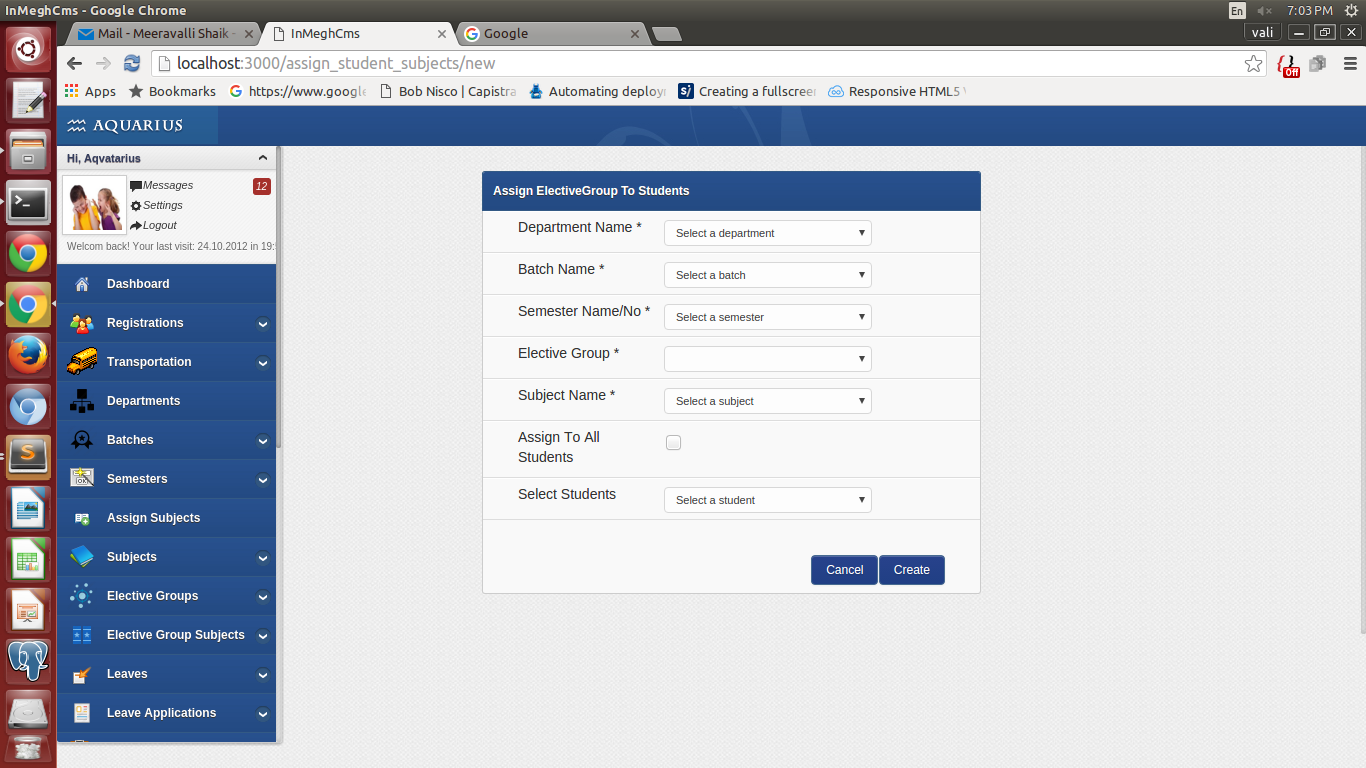 InMeghCms - Google Chrome
En
7:03 PM
Mail - Meeravalli Shaik -
InMeghCms
Google
vali
localhost:3000/assign_student_subjects/new
Off
Apps
Bookmarks
https://www.google
Bob Nisco | Capistra
Automating deploy
Creating a fullscreen
Responsive HTML5
AQUARIUS
Hi, Aqvatarius
Messages
12
Settings
Logout
Welcom back! Your last visit: 24.10.2012 in 19:
Dashboard
Registrations
Transportation
Departments
Batches
Semesters
Assign Subjects
Subjects
Elective Groups
Elective Group Subjects
Leaves
Leave Applications
Assign ElectiveGroup To Students
Department Name *
Select a department
Batch Name *
Select a batch
Semester Name/No *
Select a semester
Elective Group *
Subject Name *
Select a subject
Assign To All
Students
Select Students
Select a student
Cancel
Create